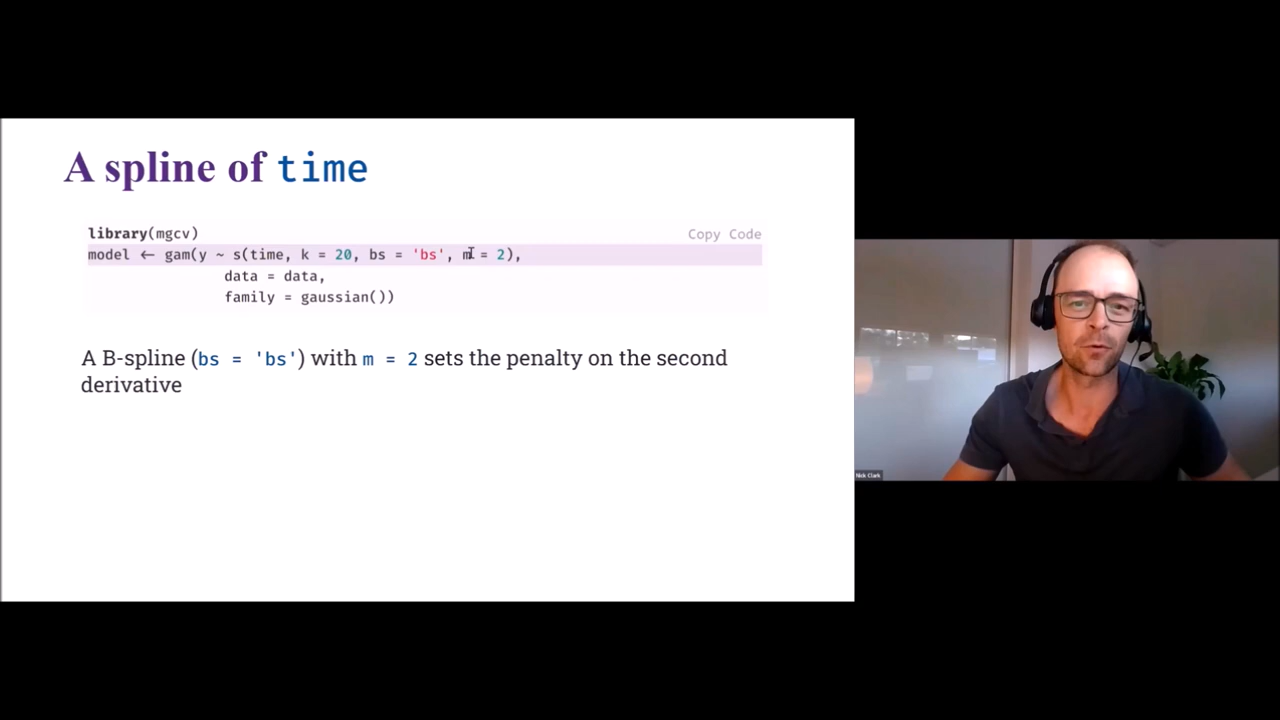 A spline of time
library(mgcv)
Copy Code
model ← gam(y ~ s(time, k = 20, bs = 'bs', m = 2),
data = data,
family = gaussian())
A B-spline (bs = 'bs') with m = 2 sets the penalty on the second
derivative
Nick Clark